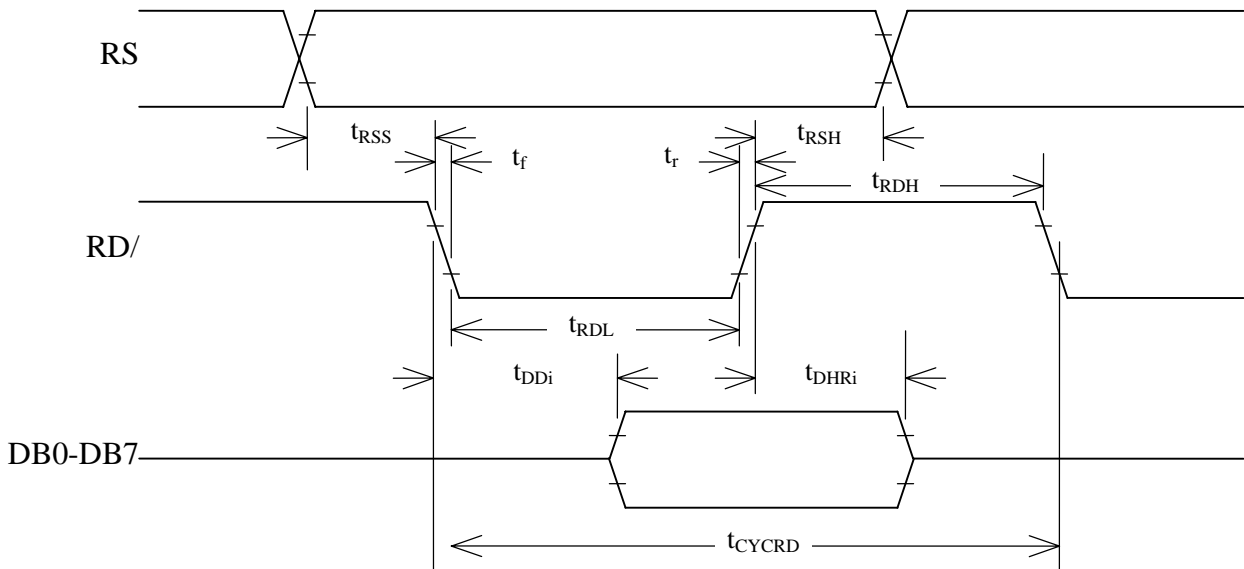 RS
tRSS
tRSH
tf
tr
tRDH
RD/
tRDL
tDDi
tDHRi
DB0-DB7
tCYCRD